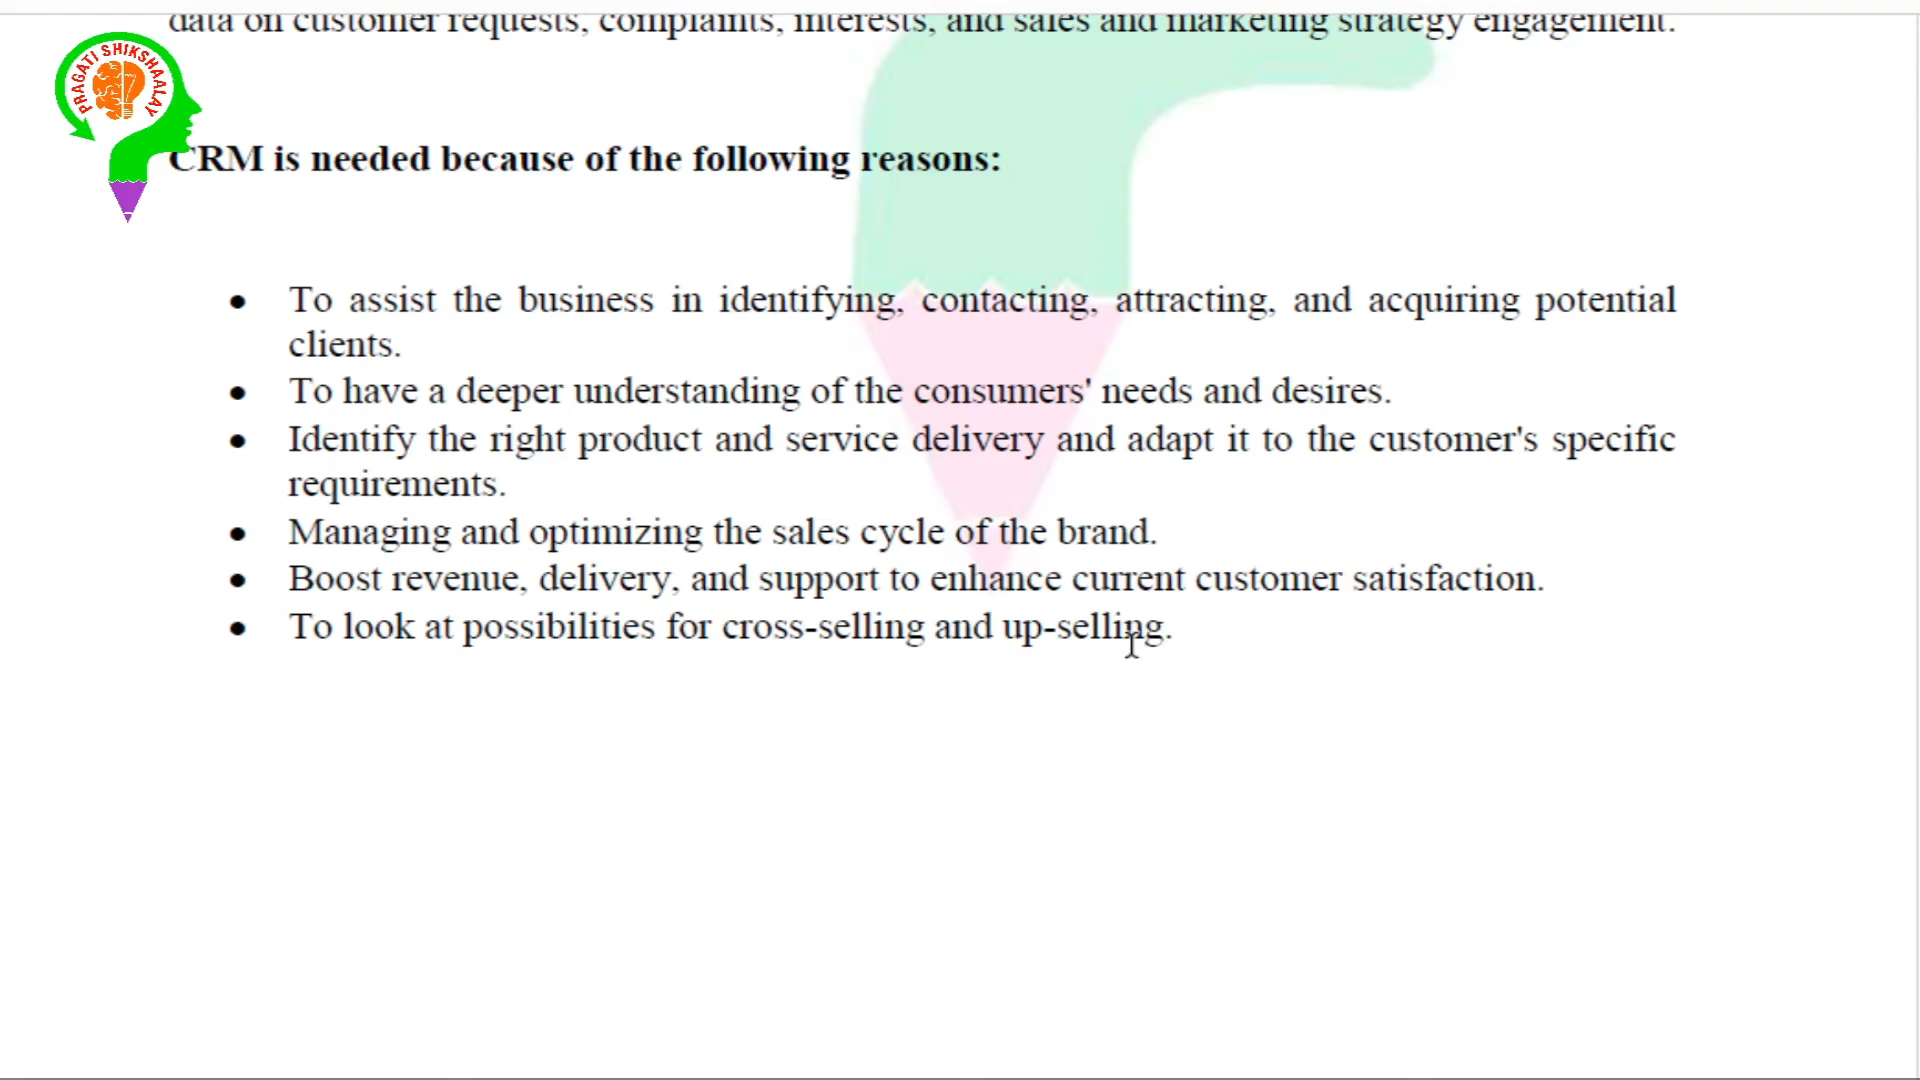 data on customer requests, complaints, interests, and sales and marketing strategy engagement.
PRAGATI SHIKSHAALAY
CRM is needed because of the following reasons:
• To assist the business in identifying, contacting, attracting, and acquiring potential
clients.
• To have a deeper understanding of the consumers' needs and desires.
• Identify the right product and service delivery and adapt it to the customer's specific
requirements.
• Managing and optimizing the sales cycle of the brand.
• Boost revenue, delivery, and support to enhance current customer satisfaction.
• To look at possibilities for cross-selling and up-selling.